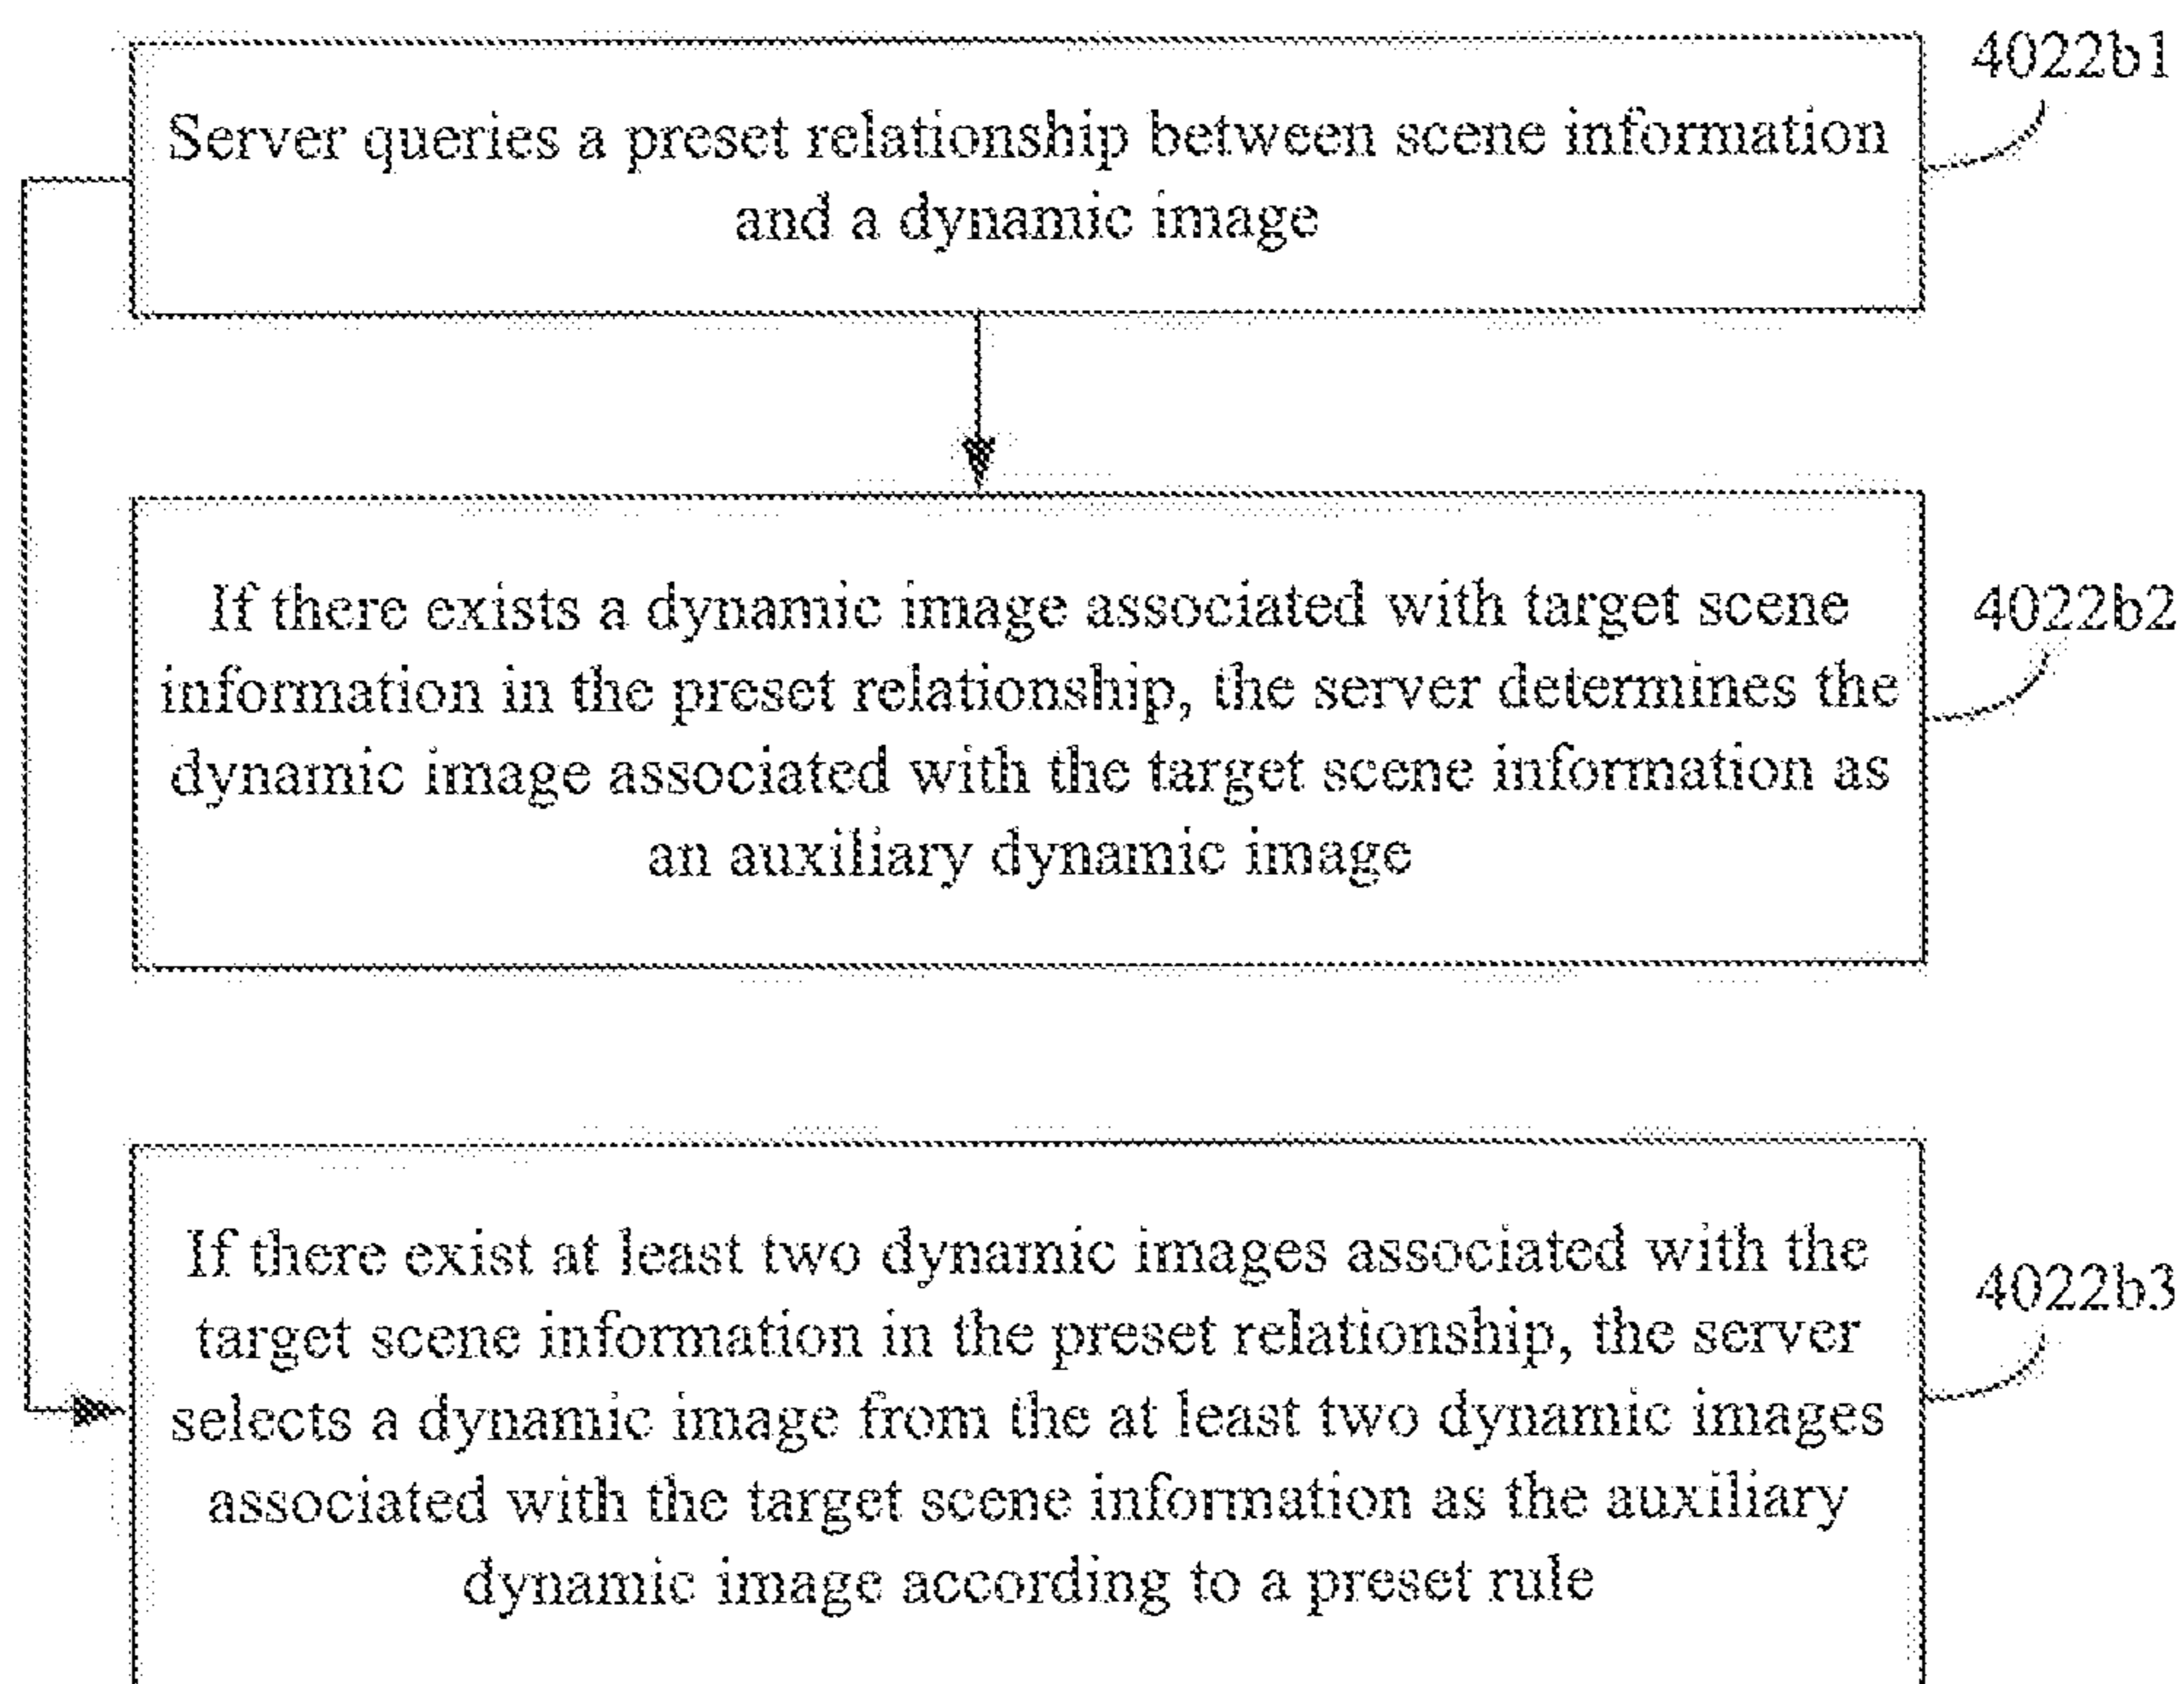 4022b1
Server queries a preset relationship between scene information
and a dynamic image
If there exists a dynamic image associated with target scene
information in the preset relationship, the server determines the
dynamic image associated with the target scene information as
an auxiliary dynamic image
4022b2
If there exist at least two dynamic images associated with the
target scene information in the preset relationship, the server
selects a dynamic image from the at least two dynamic images
associated with the target scene information as the auxiliary
dynamic image according to a preset rule
4022b3